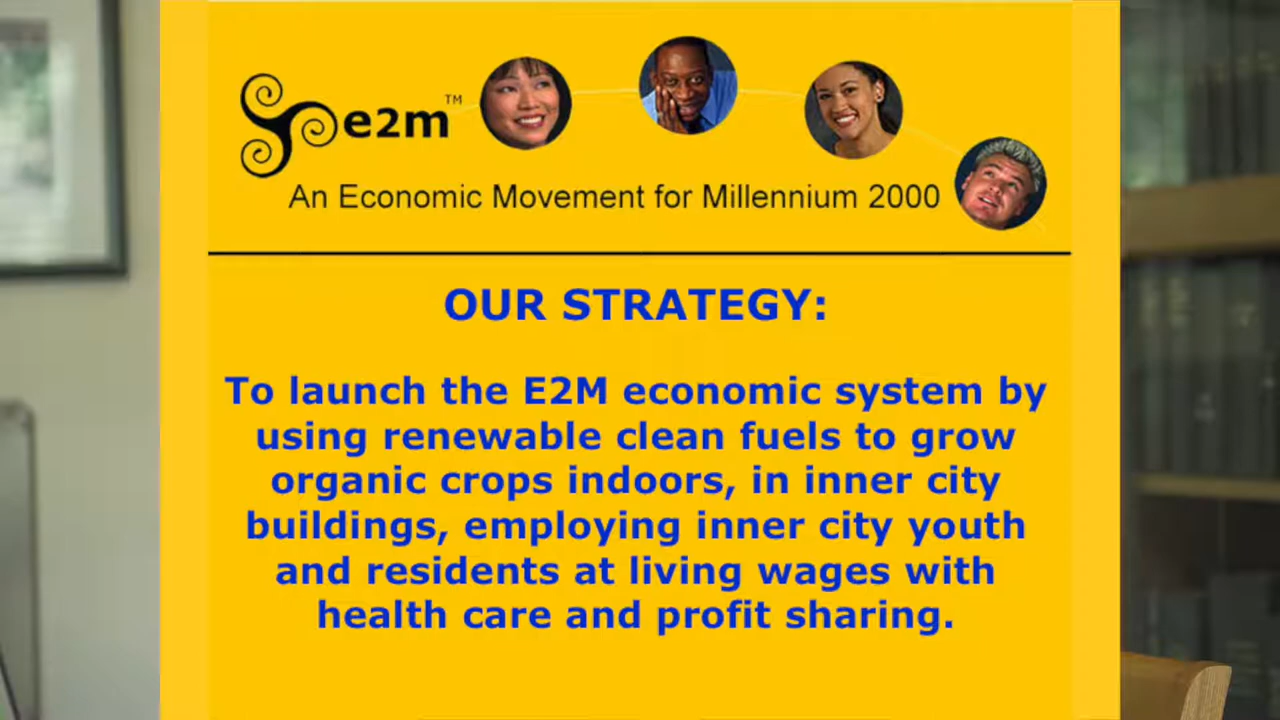 e2m™
An Economic Movement for Millennium 2000
OUR STRATEGY:
To launch the E2M economic system by
using renewable clean fuels to grow
organic crops indoors, in inner city
buildings, employing inner city youth
and residents at living wages with
health care and profit sharing.